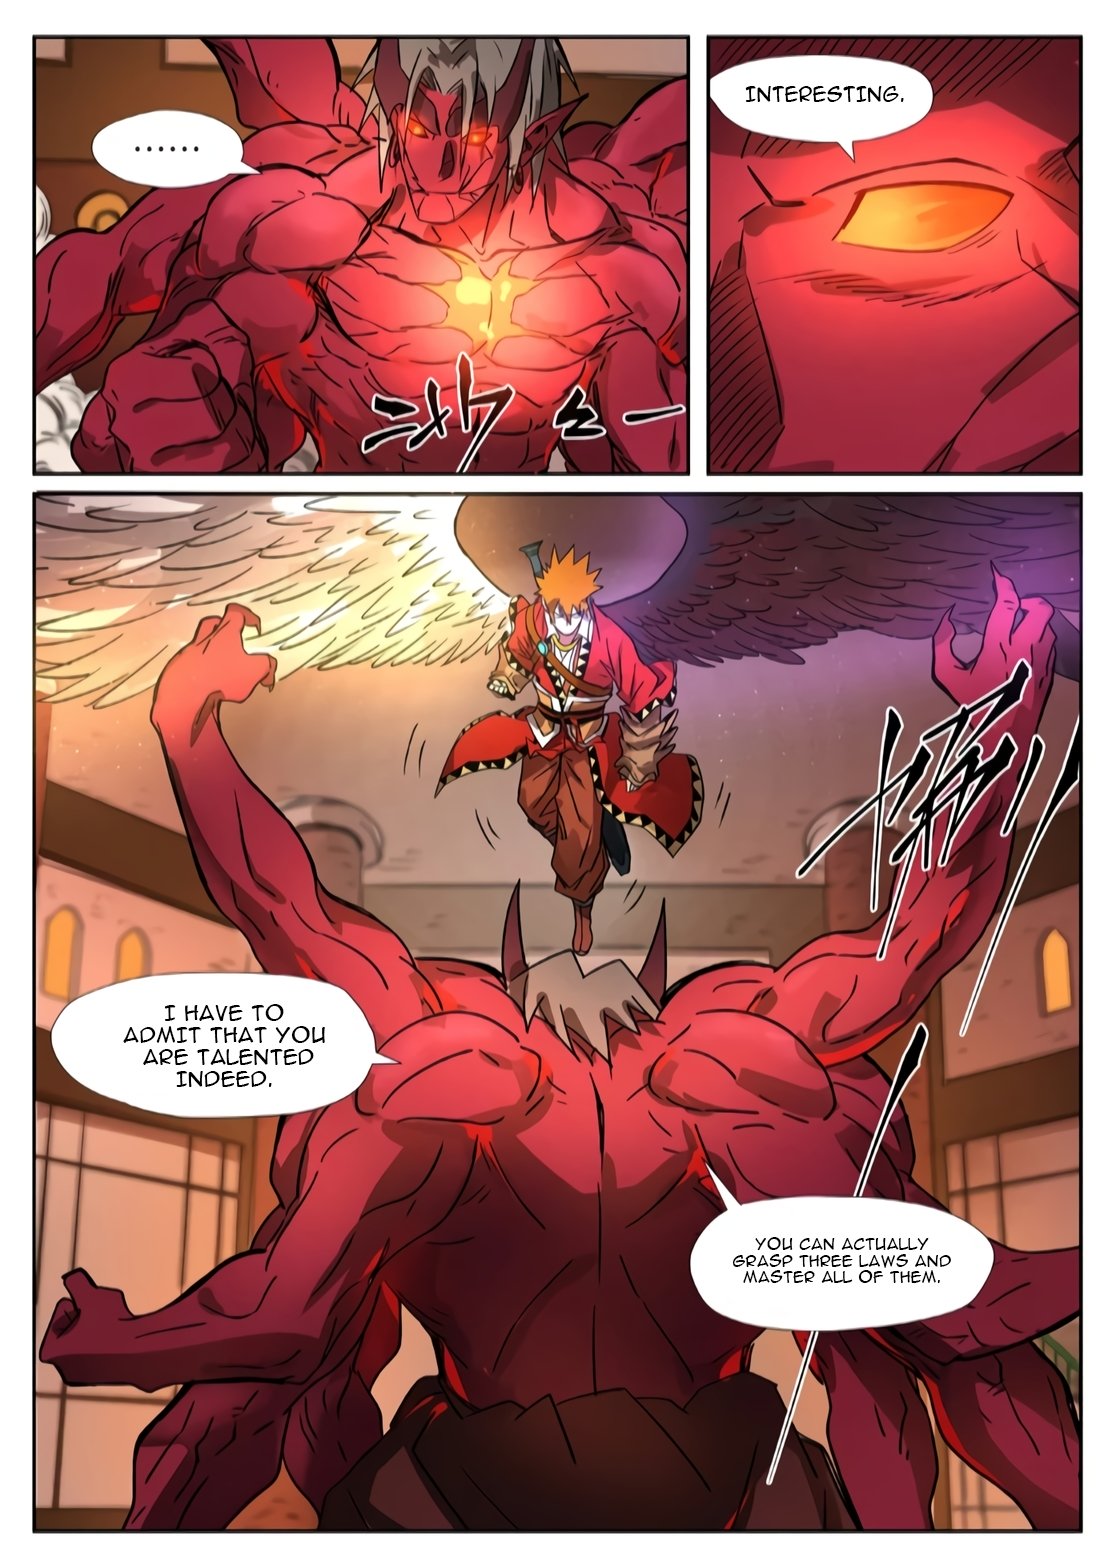 ......
INTERESTING.
I HAVE TO
ADMIT THAT YOU
ARE TALENTED
INDEED.
YOU CAN ACTUALLY
GRASP THREE LAWS AND
MASTER ALL OF THEM.